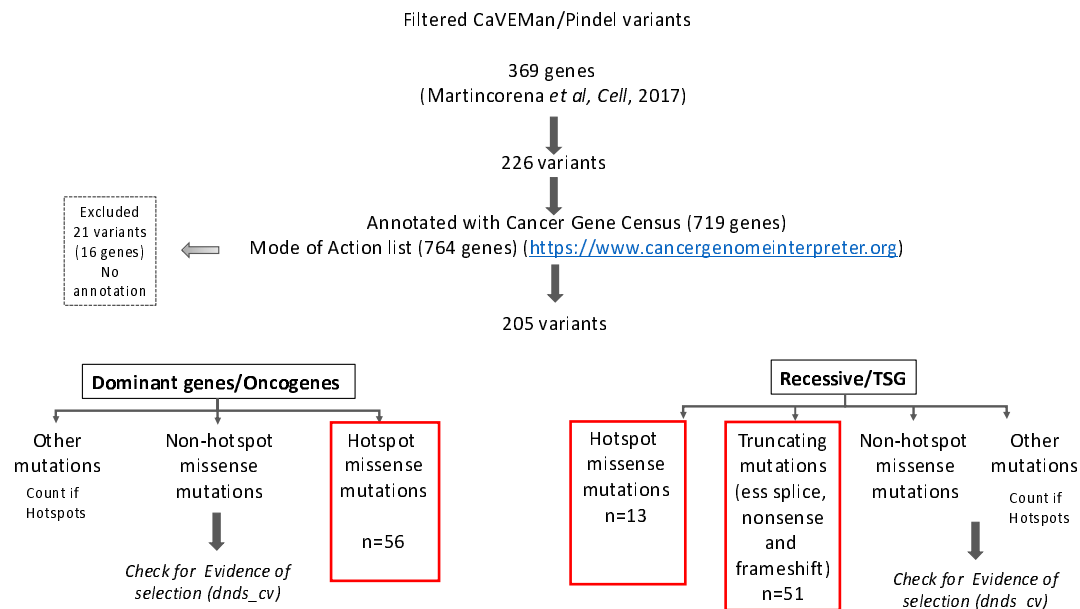 Filtered CaVEMan/Pindel variants
369 genes
(Martincorena et al, Cell, 2017)
226 variants
Excluded
21 variants
(16 genes)
No
annotation
Annotated with Cancer Gene Census (719 genes)
Mode of Action list (764 genes) (https://www.cancergenomeinterpreter.org)
205 variants
Dominant genes/Oncogenes
Other
mutations
Count if
Hotspots
Non-hotspot
missense
mutations
Check for Evidence of
selection (dnds_cv)
Hotspot
missense
mutations
n=56
Recessive/TSG
Hotspot
missense
mutations
n=13
Truncating
mutations
(ess splice,
nonsense
and
frameshift)
n=51
Non-hotspot
missense
mutations
Other
mutations
Count if
Hotspots
Check for Evidence of
selection (dnds_cv)